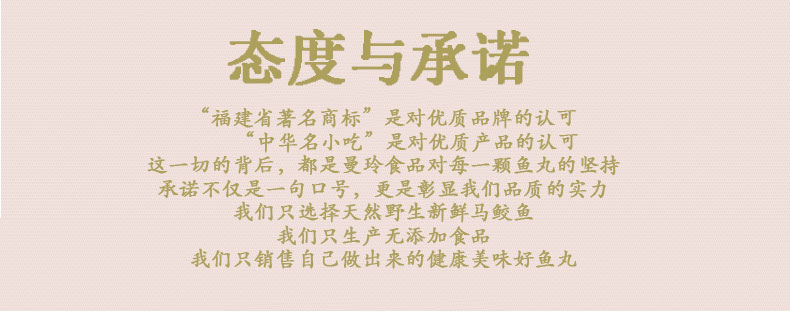 态度与承诺
“福建省著名商标”是对优质品牌的认可
“中华名小吃”是对优质产品的认可
这一切的背后，都是曼玲食品对每一颗鱼丸的坚持
承诺不仅是一句口号，更是彰显我们品质的实力
我们只选择天然野生新鲜马鲛鱼
我们只生产无添加食品
我们只销售自己做出来的健康美味好鱼丸